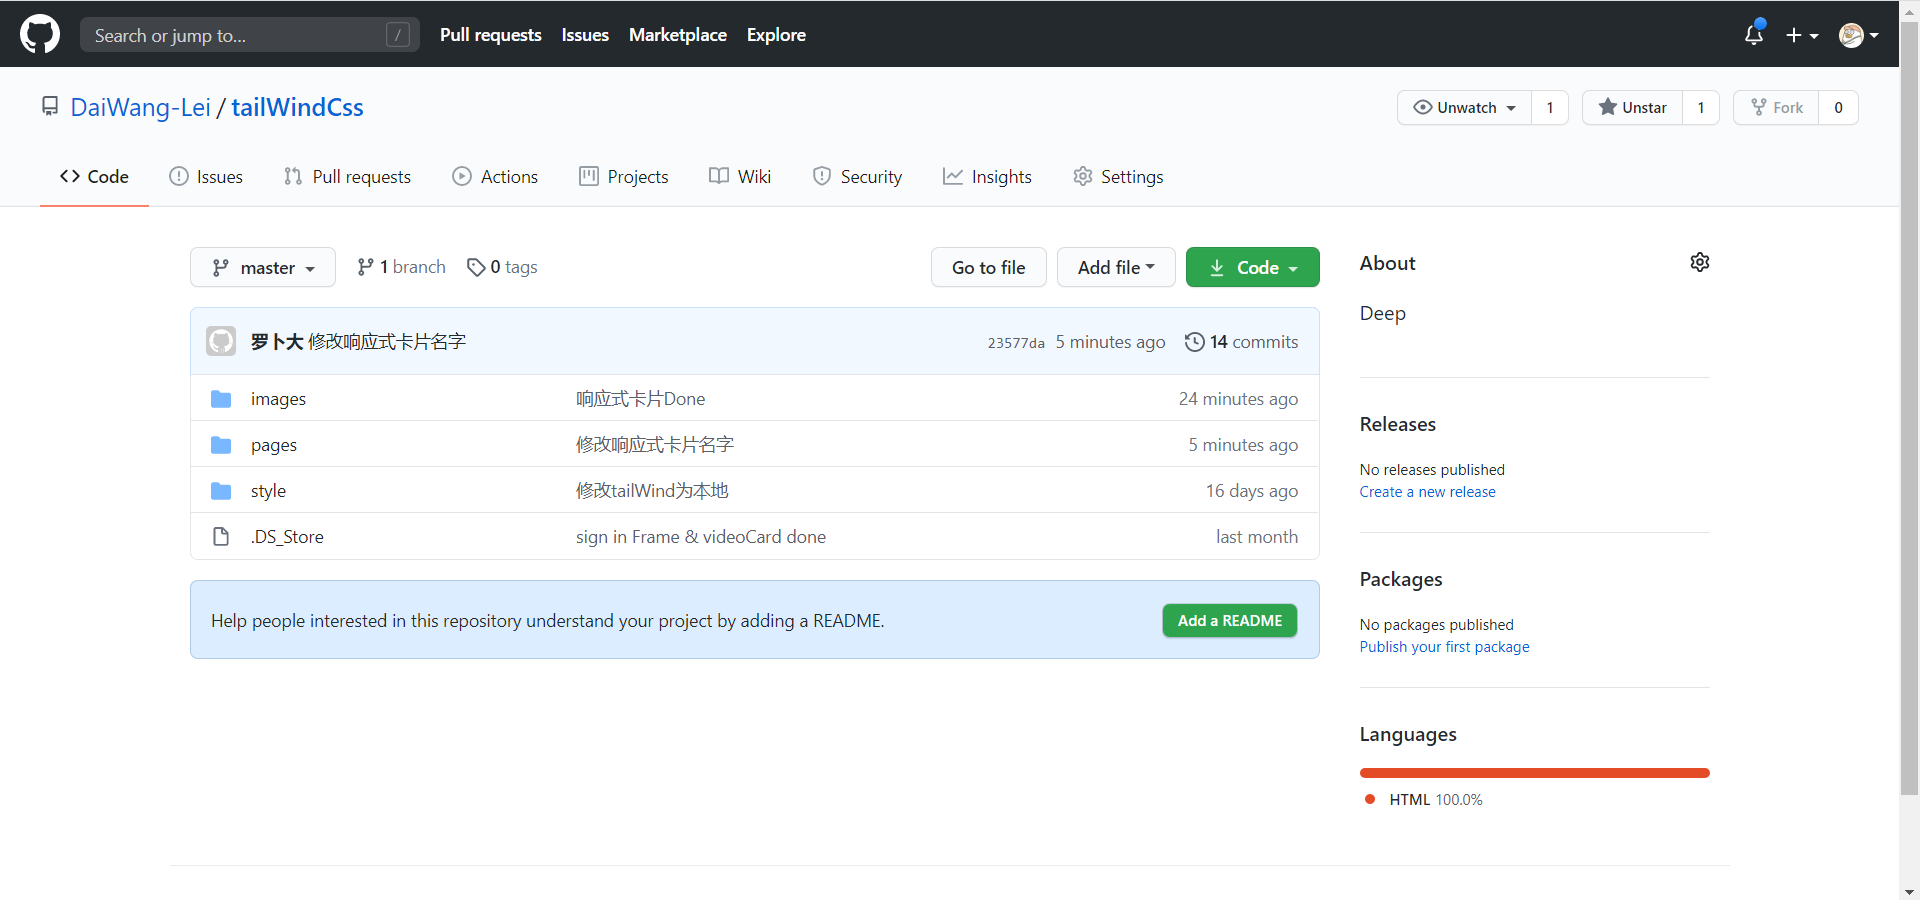 Search or jump to... / Pull requests Issues Marketplace Explore
DaiWang-Lei / tailWindCss Unwatch 1 Unstar 1 Fork 0
Code Issues Pull requests Actions Projects Wiki Security Insights Settings
master 1 branch 0 tags Go to file Add file Code
罗卜大 修改响应式卡片名字 23577da 5 minutes ago 14 commits
images 响应式卡片Done 24 minutes ago
pages 修改响应式卡片名字 5 minutes ago
style 修改tailWind为本地 16 days ago
.DS_Store sign in Frame & videoCard done last month
Help people interested in this repository understand your project by adding a README. Add a README
About
Deep
Releases
No releases published
Create a new release
Packages
No packages published
Publish your first package
Languages
HTML 100.0%